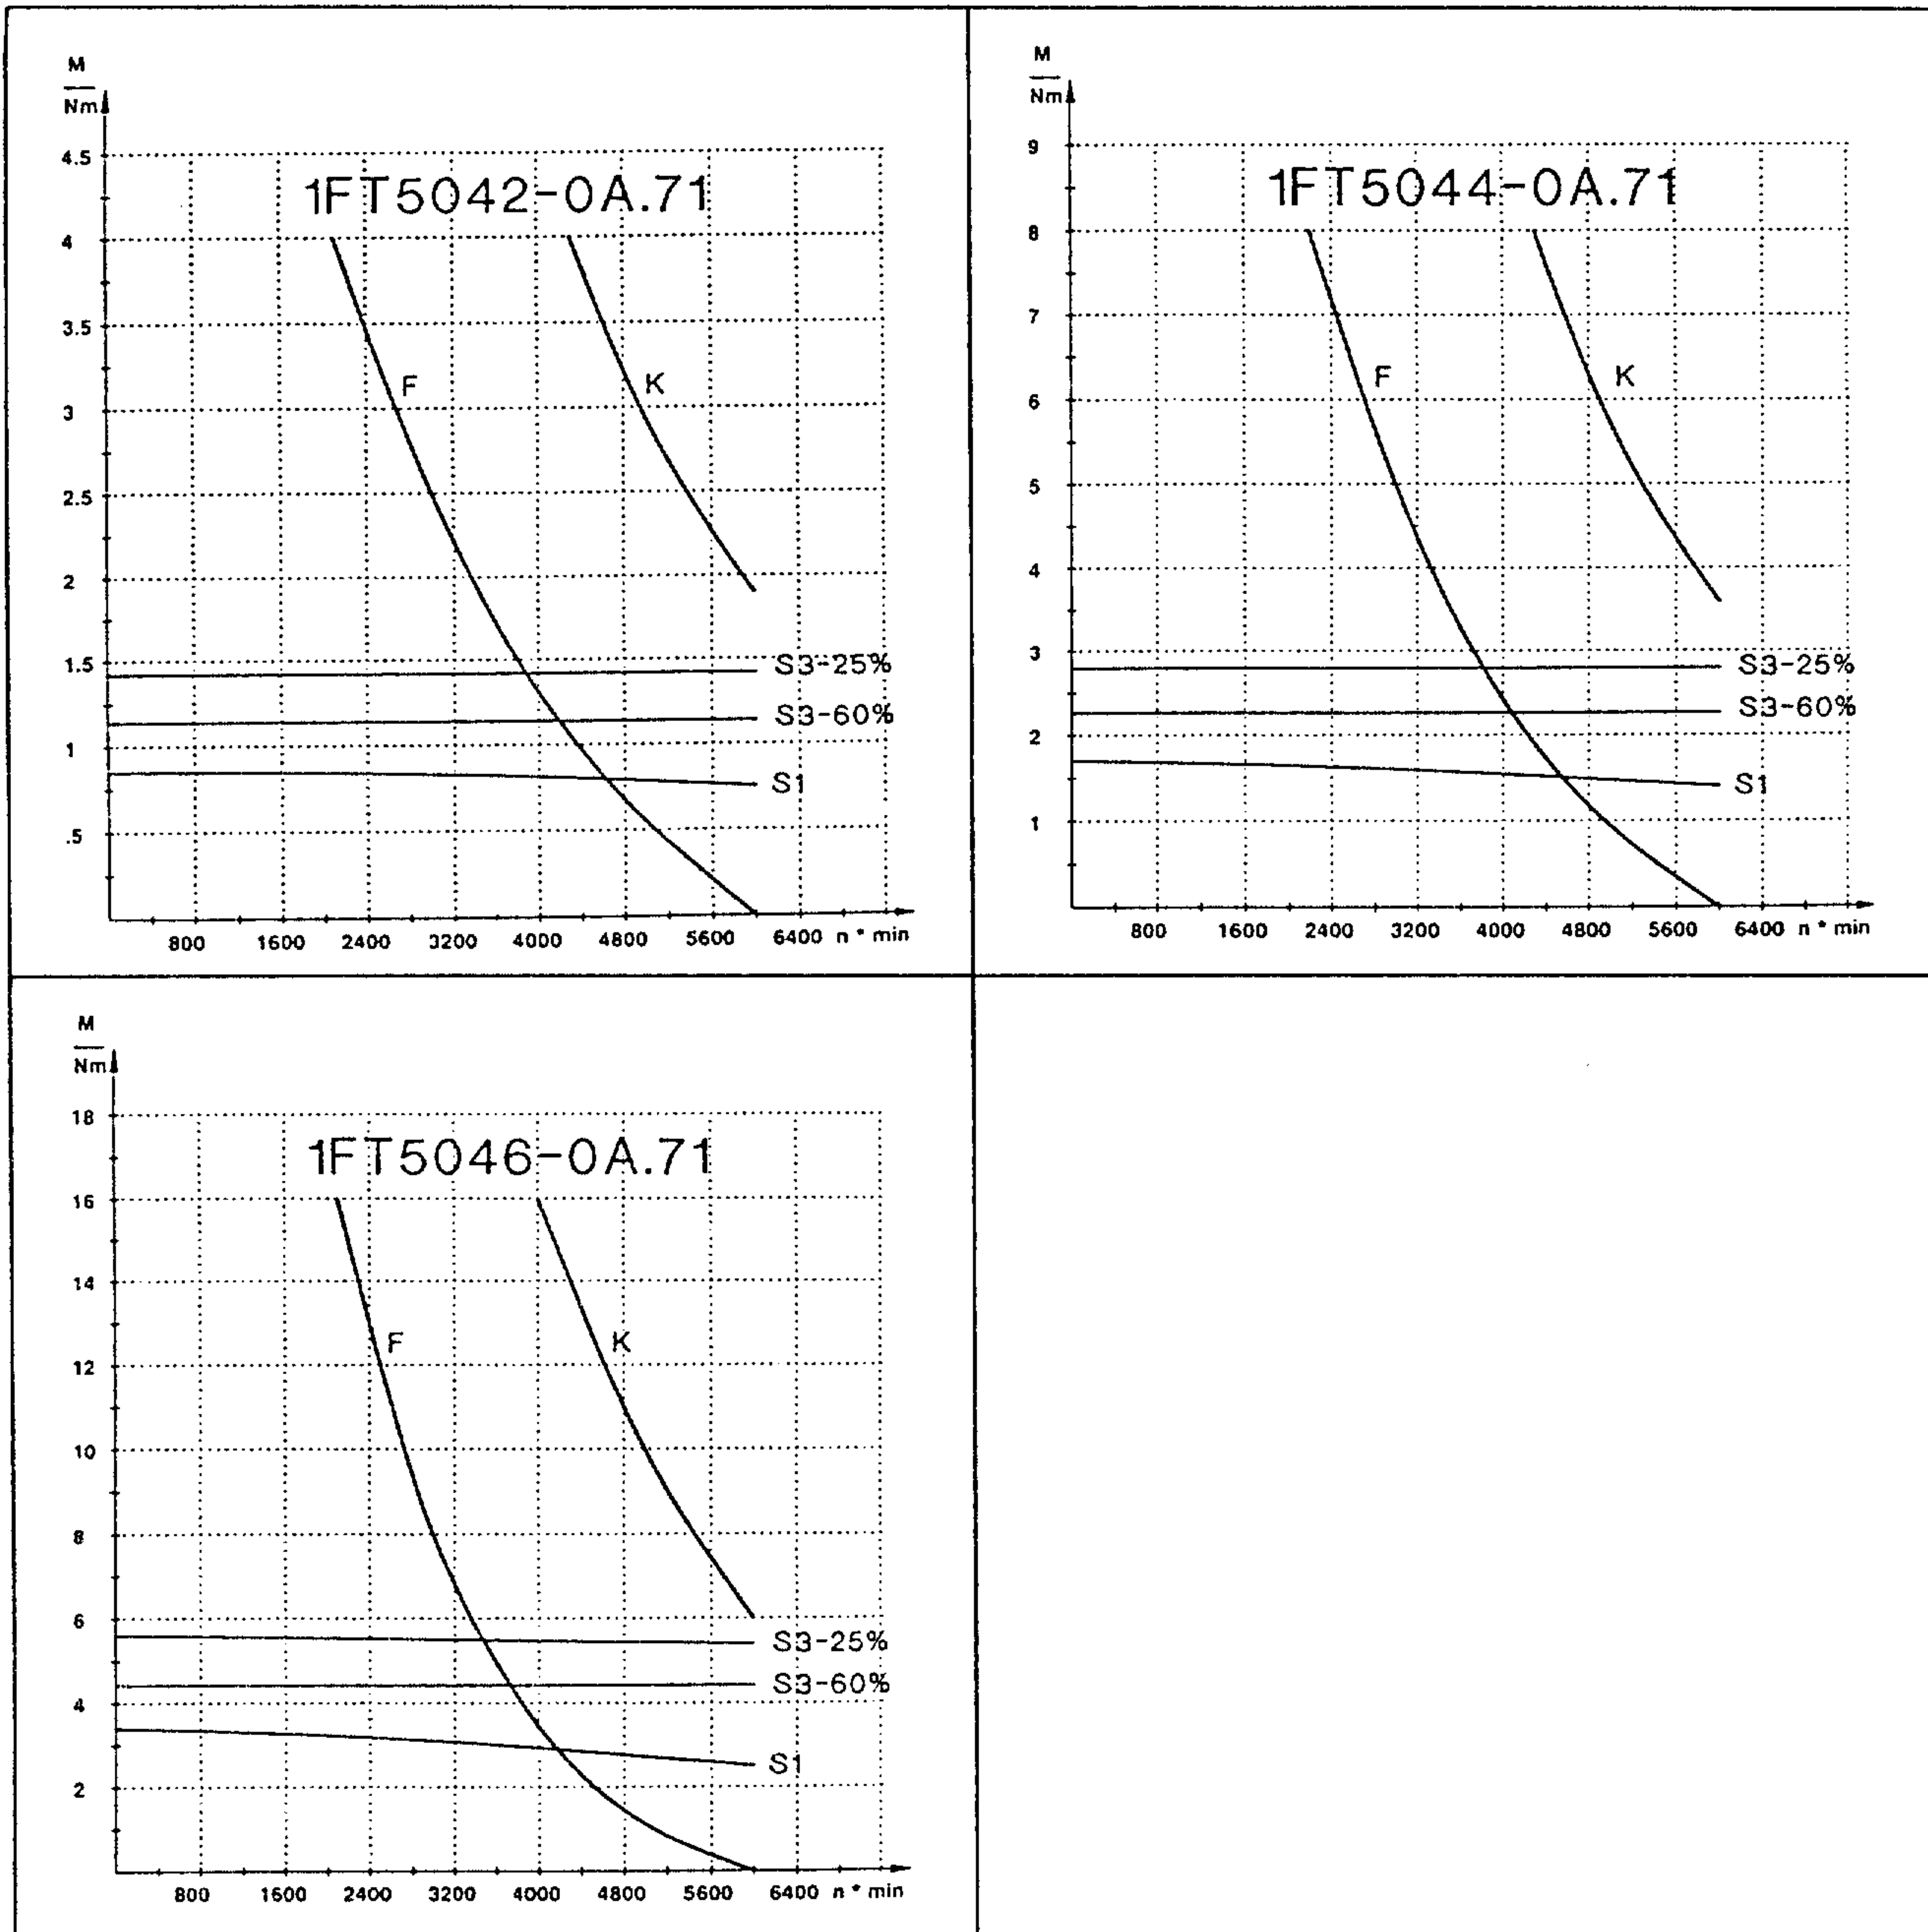 M
Nm
4.5
1FT5042-0A.71
4
3.5
F
K
3
2.5
2
1.5
S3-25%
S3-60%
1
S1
.5
800 1600 2400 3200 4000 4800 5600 6400 n * min
M
Nm
9
1FT5044-0A.71
8
7
F
K
6
5
4
3
S3-25%
S3-60%
2
S1
1
800 1600 2400 3200 4000 4800 5600 6400 n * min
M
Nm
18
1FT5046-0A.71
16
14
F
K
12
10
8
6
S3-25%
S3-60%
4
S1
2
800 1600 2400 3200 4000 4800 5600 6400 n * min